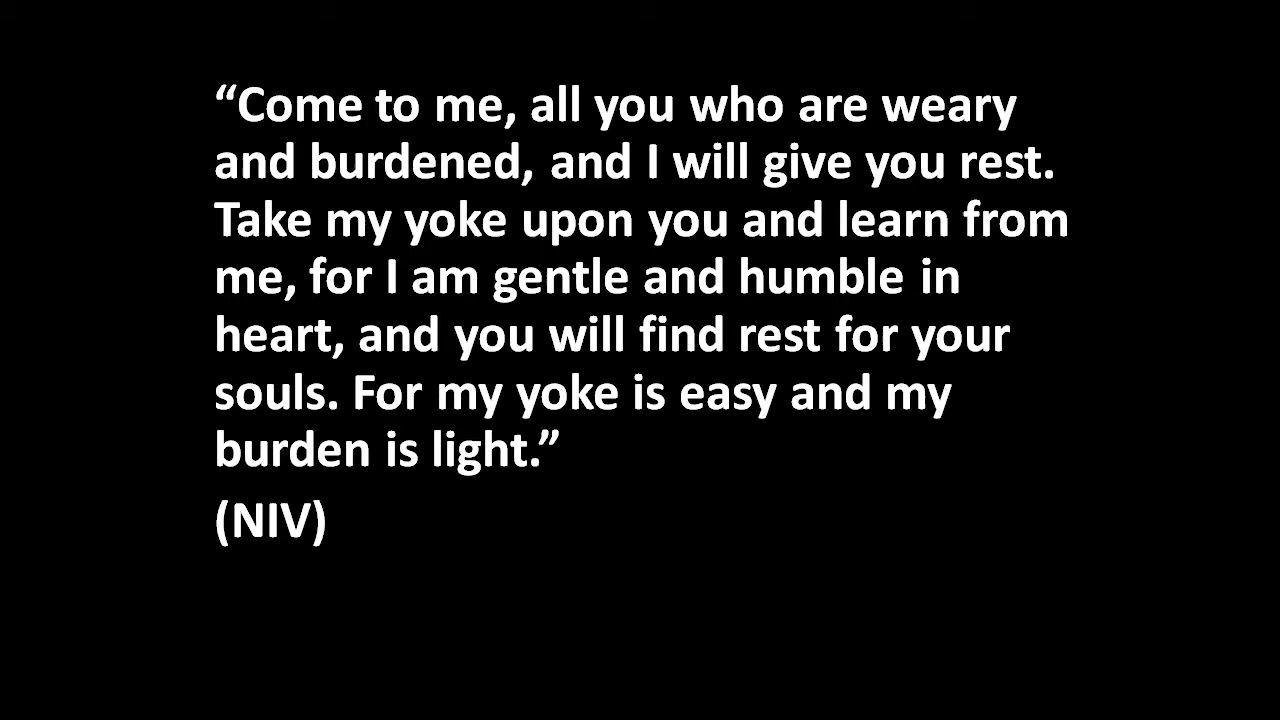 “Come to me, all you who are weary
and burdened, and I will give you rest.
Take my yoke upon you and learn from
me, for I am gentle and humble in
heart, and you will find rest for your
souls. For my yoke is easy and my
burden is light.”
(NIV)